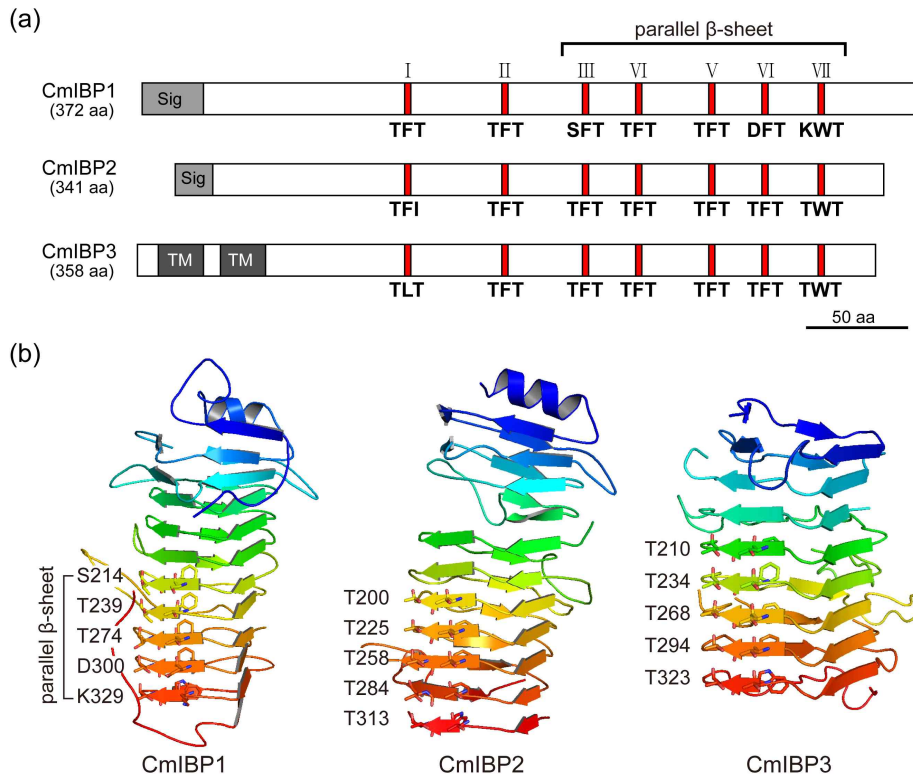 (a)
parallel β-sheet
Ⅰ Ⅱ Ⅲ Ⅵ Ⅴ Ⅵ Ⅶ
CmIBP1
(372 aa)
Sig
TFT TFT SFT TFT TFT DFT KWT
CmIBP2
(341 aa)
Sig
TFI TFT TFT TFT TFT TFT TWT
CmIBP3
(358 aa)
TM TM
TLT TFT TFT TFT TFT TFT TWT
50 aa
(b)
parallel β-sheet
S214
T239
T274
D300
K329
CmIBP1
T200
T225
T258
T284
T313
CmIBP2
T210
T234
T268
T294
T323
CmIBP3